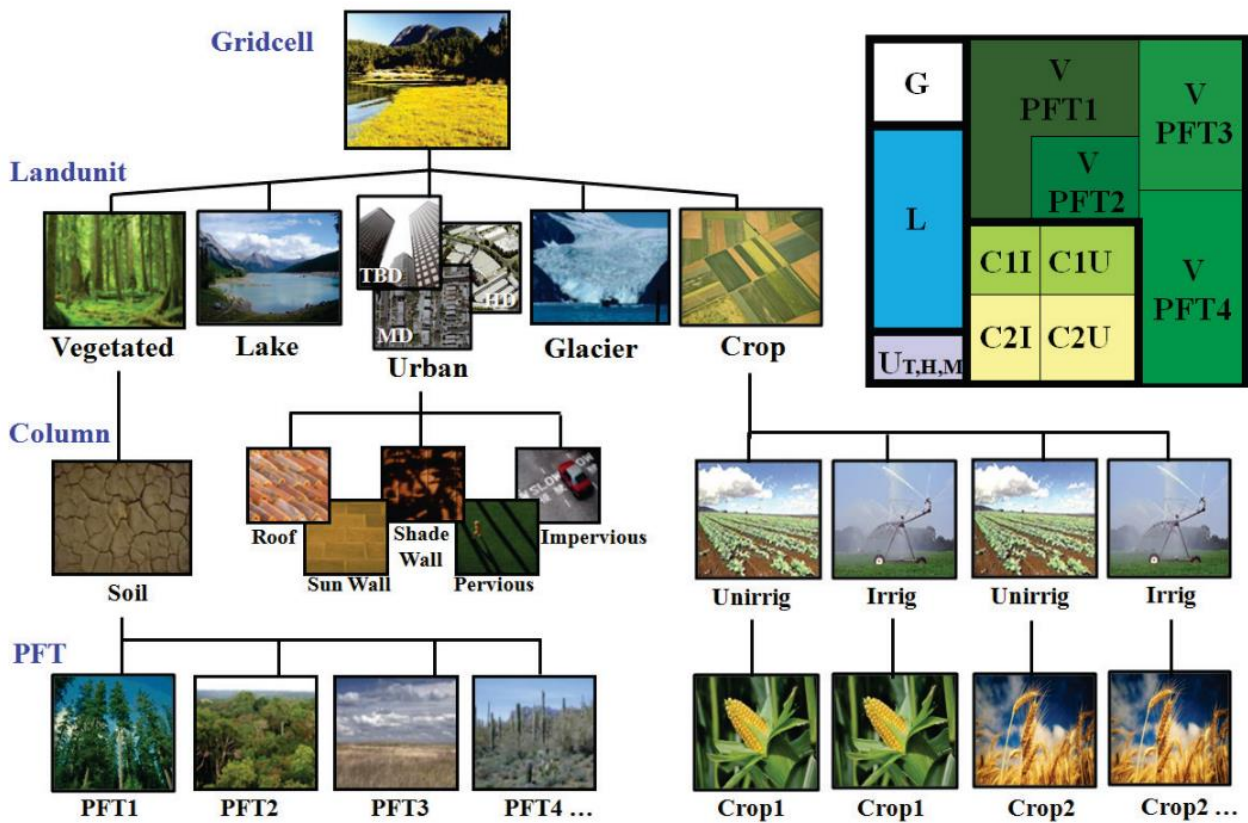 Gridcell
G
V
PFT1
V
PFT3
L
V
PFT2
V
PFT4
C1I
C1U
C2I
C2U
UT,H,M
Landunit
TBD
HD
MD
Vegetated
Lake
Urban
Glacier
Crop
Column
SLOW
Roof
Sun Wall
Shade
Wall
Pervious
Impervious
Soil
Unirrig
Irrig
Unirrig
Irrig
PFT
PFT1
PFT2
PFT3
PFT4 ...
Crop1
Crop1
Crop2
Crop2 ...